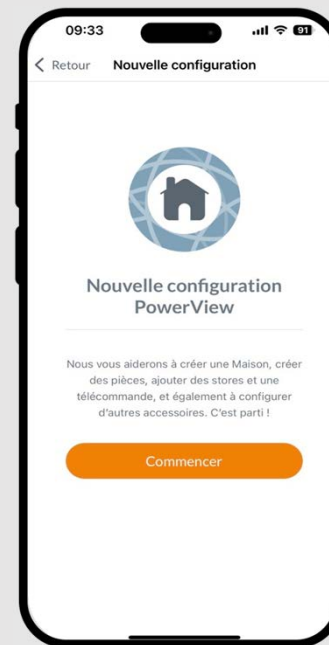 09:33
91
Retour Nouvelle configuration
Nouvelle configuration
PowerView
Nous vous aiderons à créer une Maison, créer
des pièces, ajouter des stores et une
télécommande, et également à configurer
d'autres accessoires. C'est parti !
Commencer